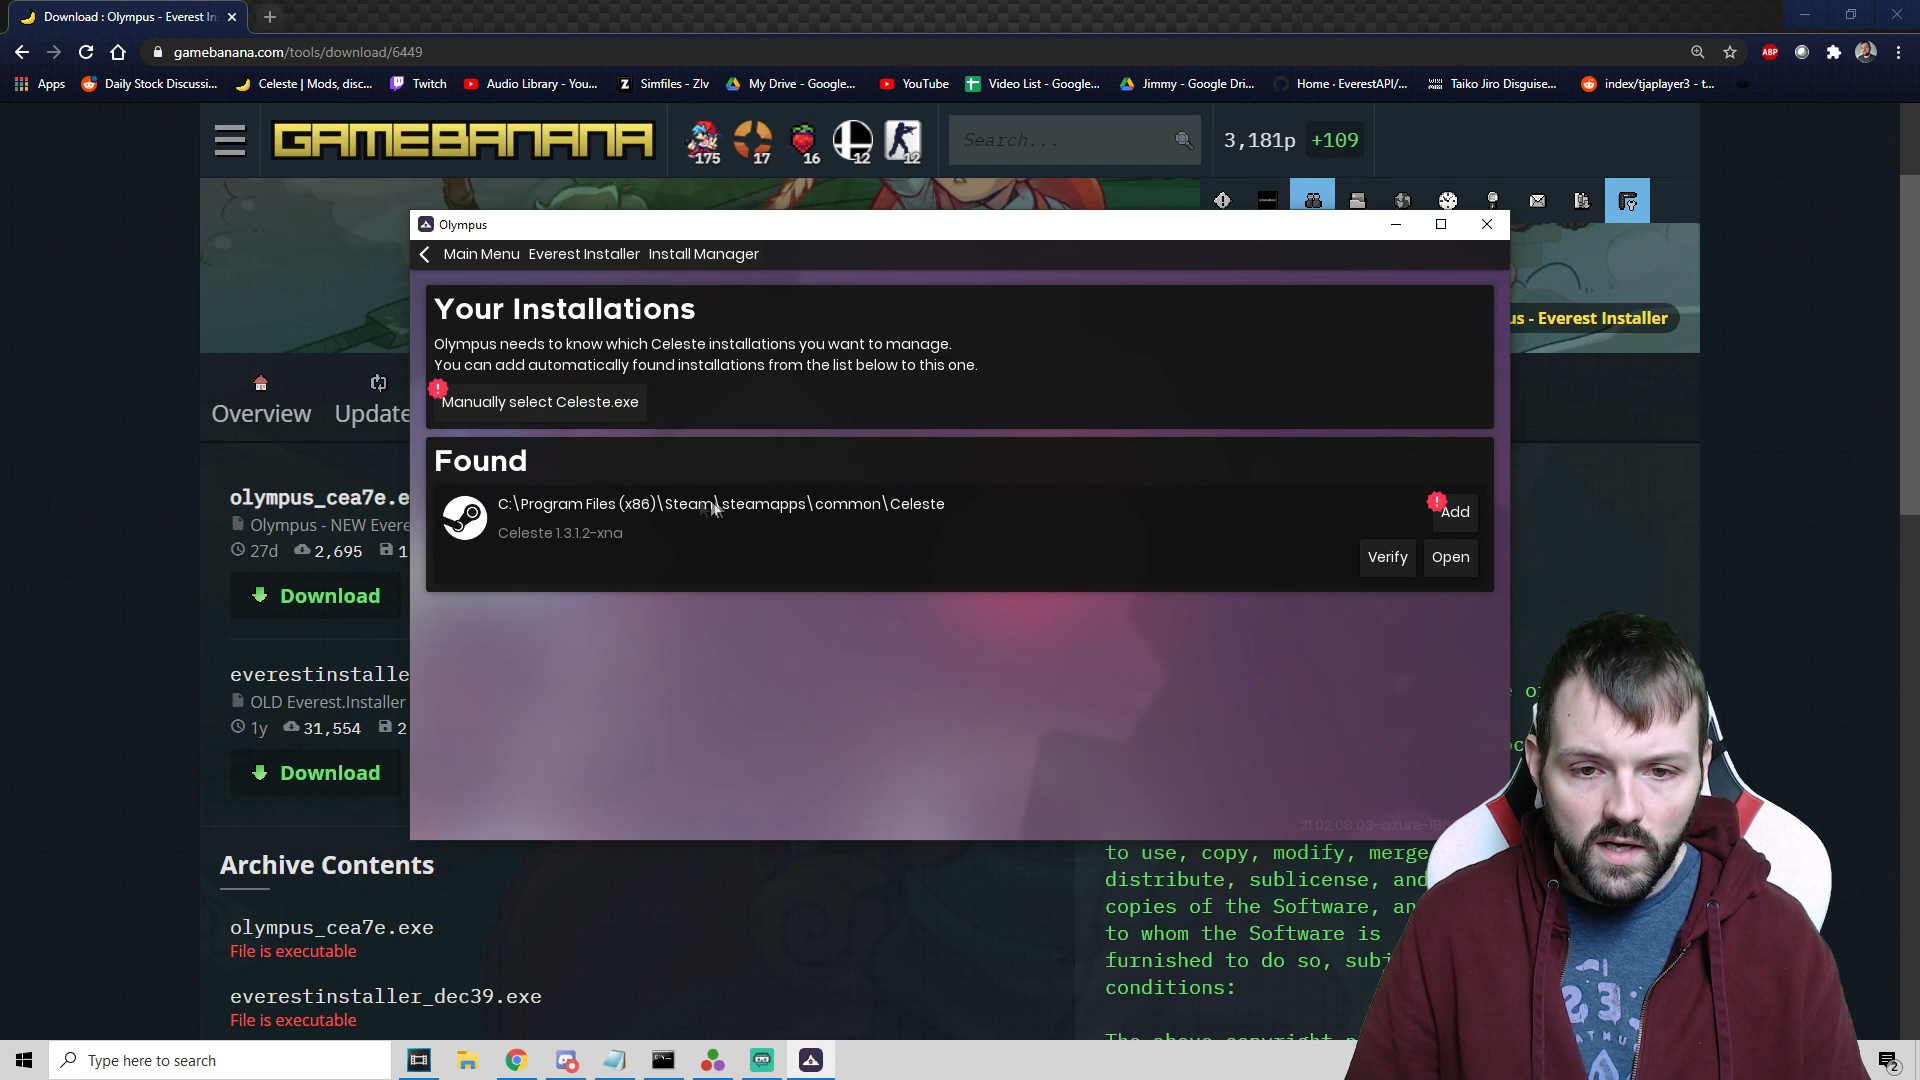 Download : Olympus - Everest In
gamebanana.com/tools/download/6449
ABP
Apps
Daily Stock Discussi...
Celeste | Mods, disc...
Twitch
Audio Library - You...
Simfiles - Zlv
My Drive - Google...
YouTube
Video List - Google...
Jimmy - Google Dri...
Home · EverestAPI/...
Taiko Jiro Disguise...
index/tjaplayer3 - t...
GAMEBANANA
175
17
16
12
12
Search...
3,181p +109
Olympus
Main Menu Everest Installer Install Manager
Your Installations
Olympus needs to know which Celeste installations you want to manage.
You can add automatically found installations from the list below to this one.
Manually select Celeste.exe
Found
C:\Program Files (x86)\Steam\steamapps\common\Celeste
Celeste 1.3.1.2-xna
Add
Verify
Open
us - Everest Installer
Overview
Update
olympus_cea7e.e
Olympus - NEW Evere
27d 2,695 1
Download
everestinstaller
OLD Everest.Installer
1y 31,554 2
Download
Archive Contents
olympus_cea7e.exe
File is executable
everestinstaller_dec39.exe
File is executable
to use, copy, modify, merge
distribute, sublicense, and
copies of the Software, an
to whom the Software is
furnished to do so, subj
conditions:
Type here to search
2